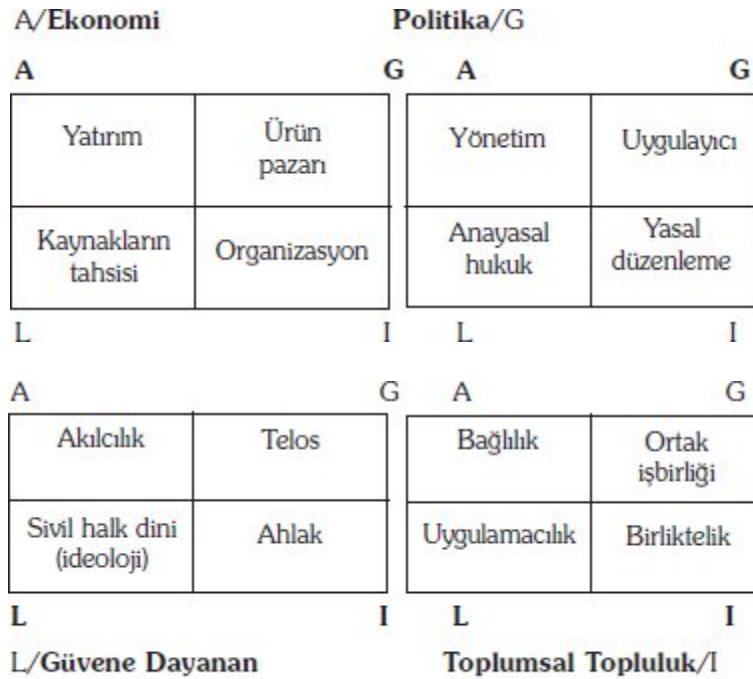 A/Ekonomi Politika/G
A G A G
Yatırım Ürün pazarı Yönetim Uygulayıcı
Kaynakların tahsisi Organizasyon Anayasal hukuk Yasal düzenleme
L I L I
A G A G
Akılcılık Telos Bağlılık Ortak işbirliği
Sivil halk dini (ideoloji) Ahlak Uygulamacılık Birliktelik
L I L I
L/Güvene Dayanan Toplumsal Topluluk/I